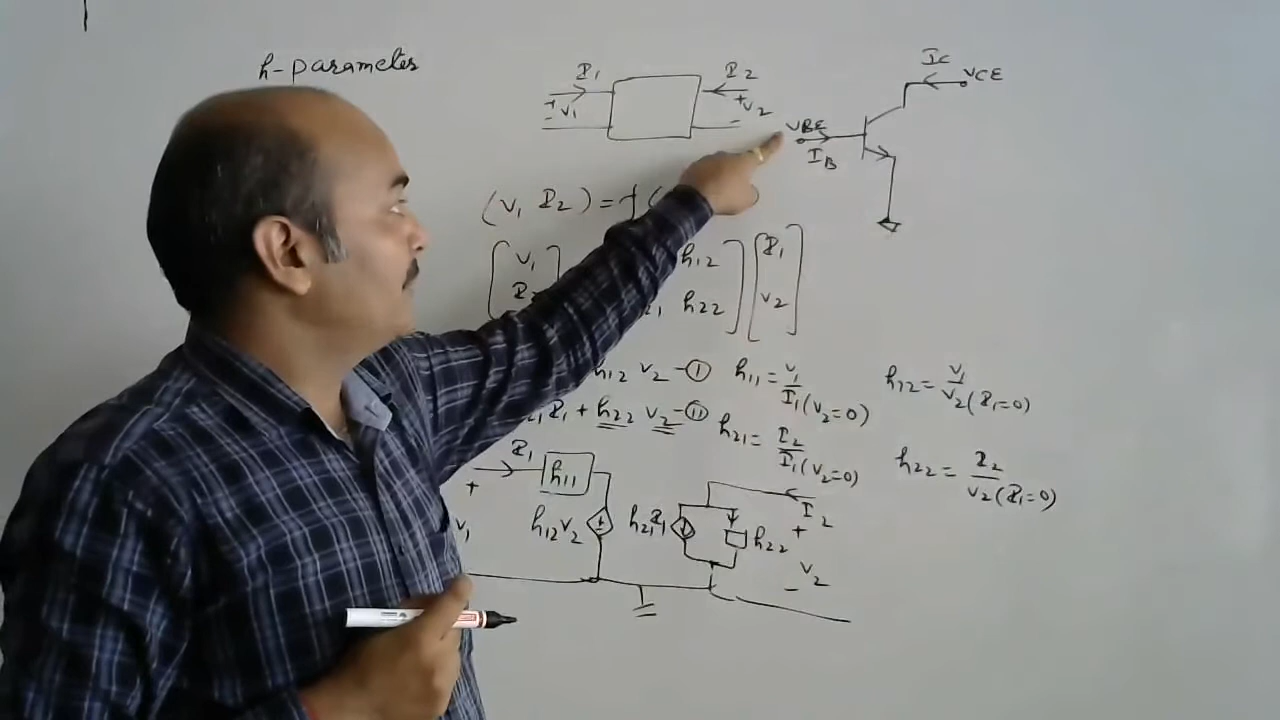 h-parameter
I1 I2
+ V1 - + V2 -
IC VCE
VBE
IB
(V1 I2) = f(
V1 h12 I1
I2 h22 V2
h12 V2 - (I) h11 = V1/I1 (V2=0) h12 = V1/V2 (I1=0)
I1 + h22 V2 - (II) h21 = I2/I1 (V2=0) h22 = I2/V2 (I1=0)
I1 h11 I2
+ V1 h12V2 h21I1 h22 + V2 -